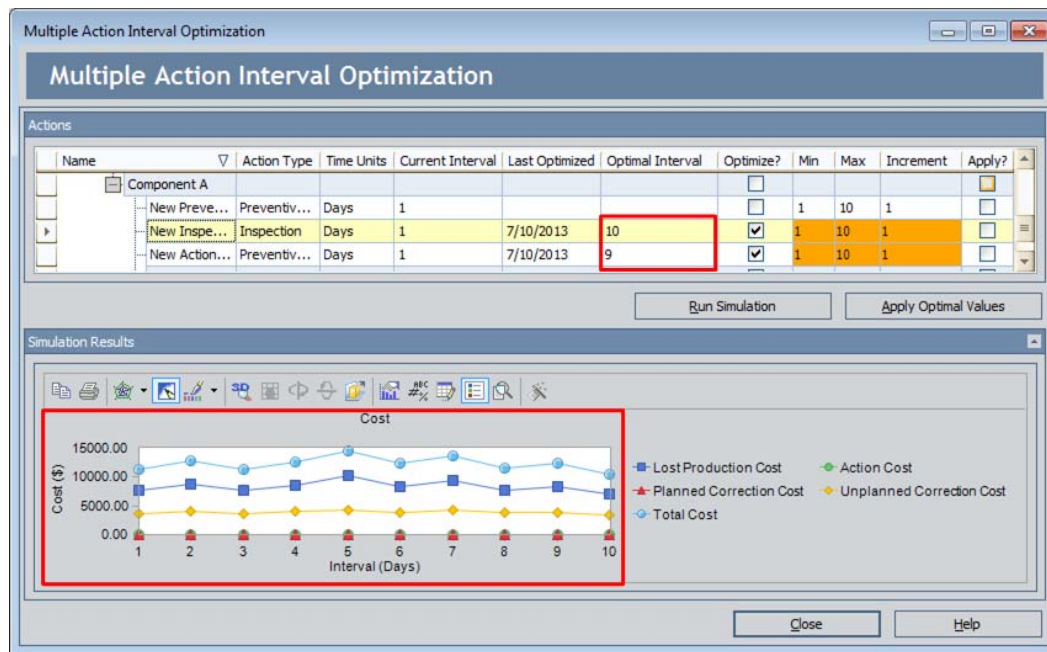 Multiple Action Interval Optimization
Multiple Action Interval Optimization
Actions
Name Action Type Time Units Current Interval Last Optimized Optimal Interval Optimize? Min Max Increment Apply?
Component A
New Preve... Preventiv... Days 1 1 10 1
New Inspe... Inspection Days 1 7/10/2013 10 1 10 1
New Action... Preventiv... Days 1 7/10/2013 9 1 10 1
Run Simulation Apply Optimal Values
Simulation Results
3D ABC #%
Cost
15000.00
10000.00
5000.00
0.00
Cost ($)
1 2 3 4 5 6 7 8 9 10
Interval (Days)
Lost Production Cost Action Cost
Planned Correction Cost Unplanned Correction Cost
Total Cost
Close Help